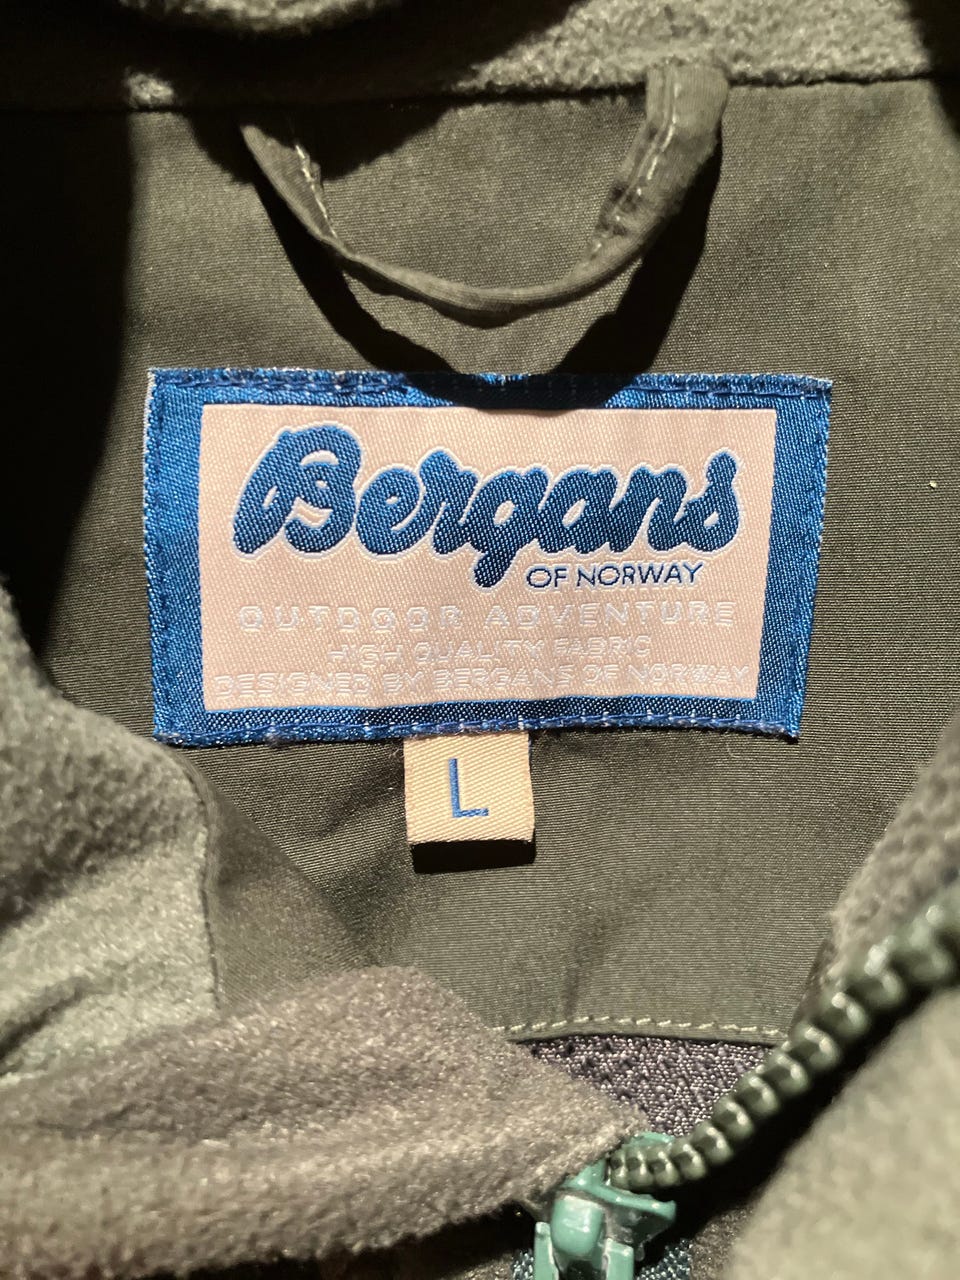 Bergans
OF NORWAY
OUTDOOR ADVENTURE
HIGH QUALITY FABRIC
DESIGNED BY BERGANS OF NORWAY
L